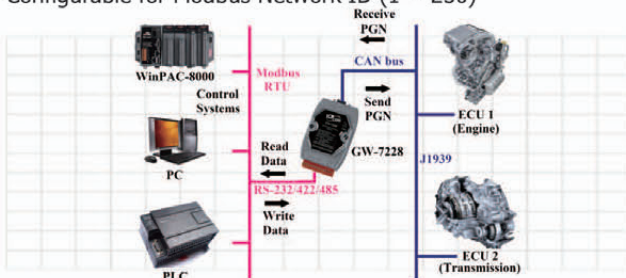 Configurable for Modbus Network ID (1 ~ 250)
Receive
PGN
CAN bus
WinPAC-8000
Modbus
RTU
Control
Systems
Send
PGN
ECU 1
(Engine)
Read
Data
GW-7228
J1939
PC
RS-232/422/485
Write
Data
ECU 2
(Transmission)
PLC